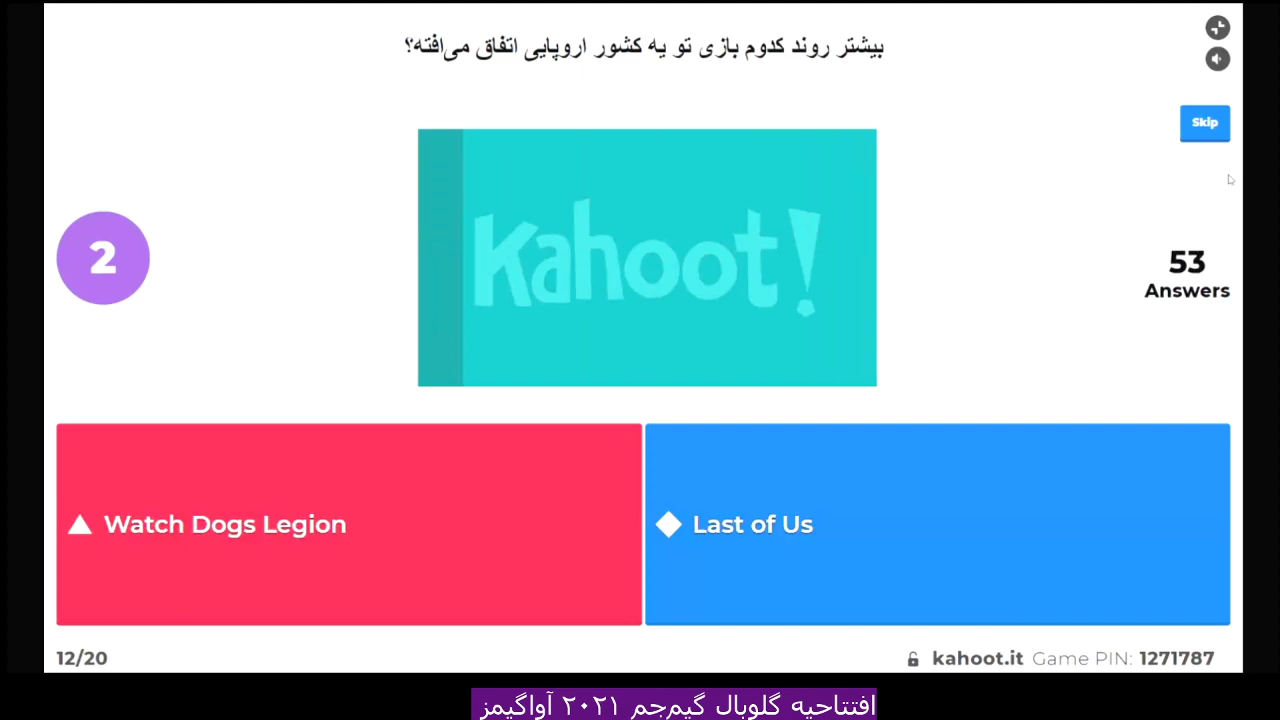 بیشتر روند کدوم بازی تو یه کشور اروپایی اتفاق می‌افته؟
Skip
Kahoot!
2
53
Answers
Watch Dogs Legion
Last of Us
12/20
kahoot.it Game PIN: 1271787
افتتاحیه گلوبال گیم‌جم ۲۰۲۱ آواگیمز